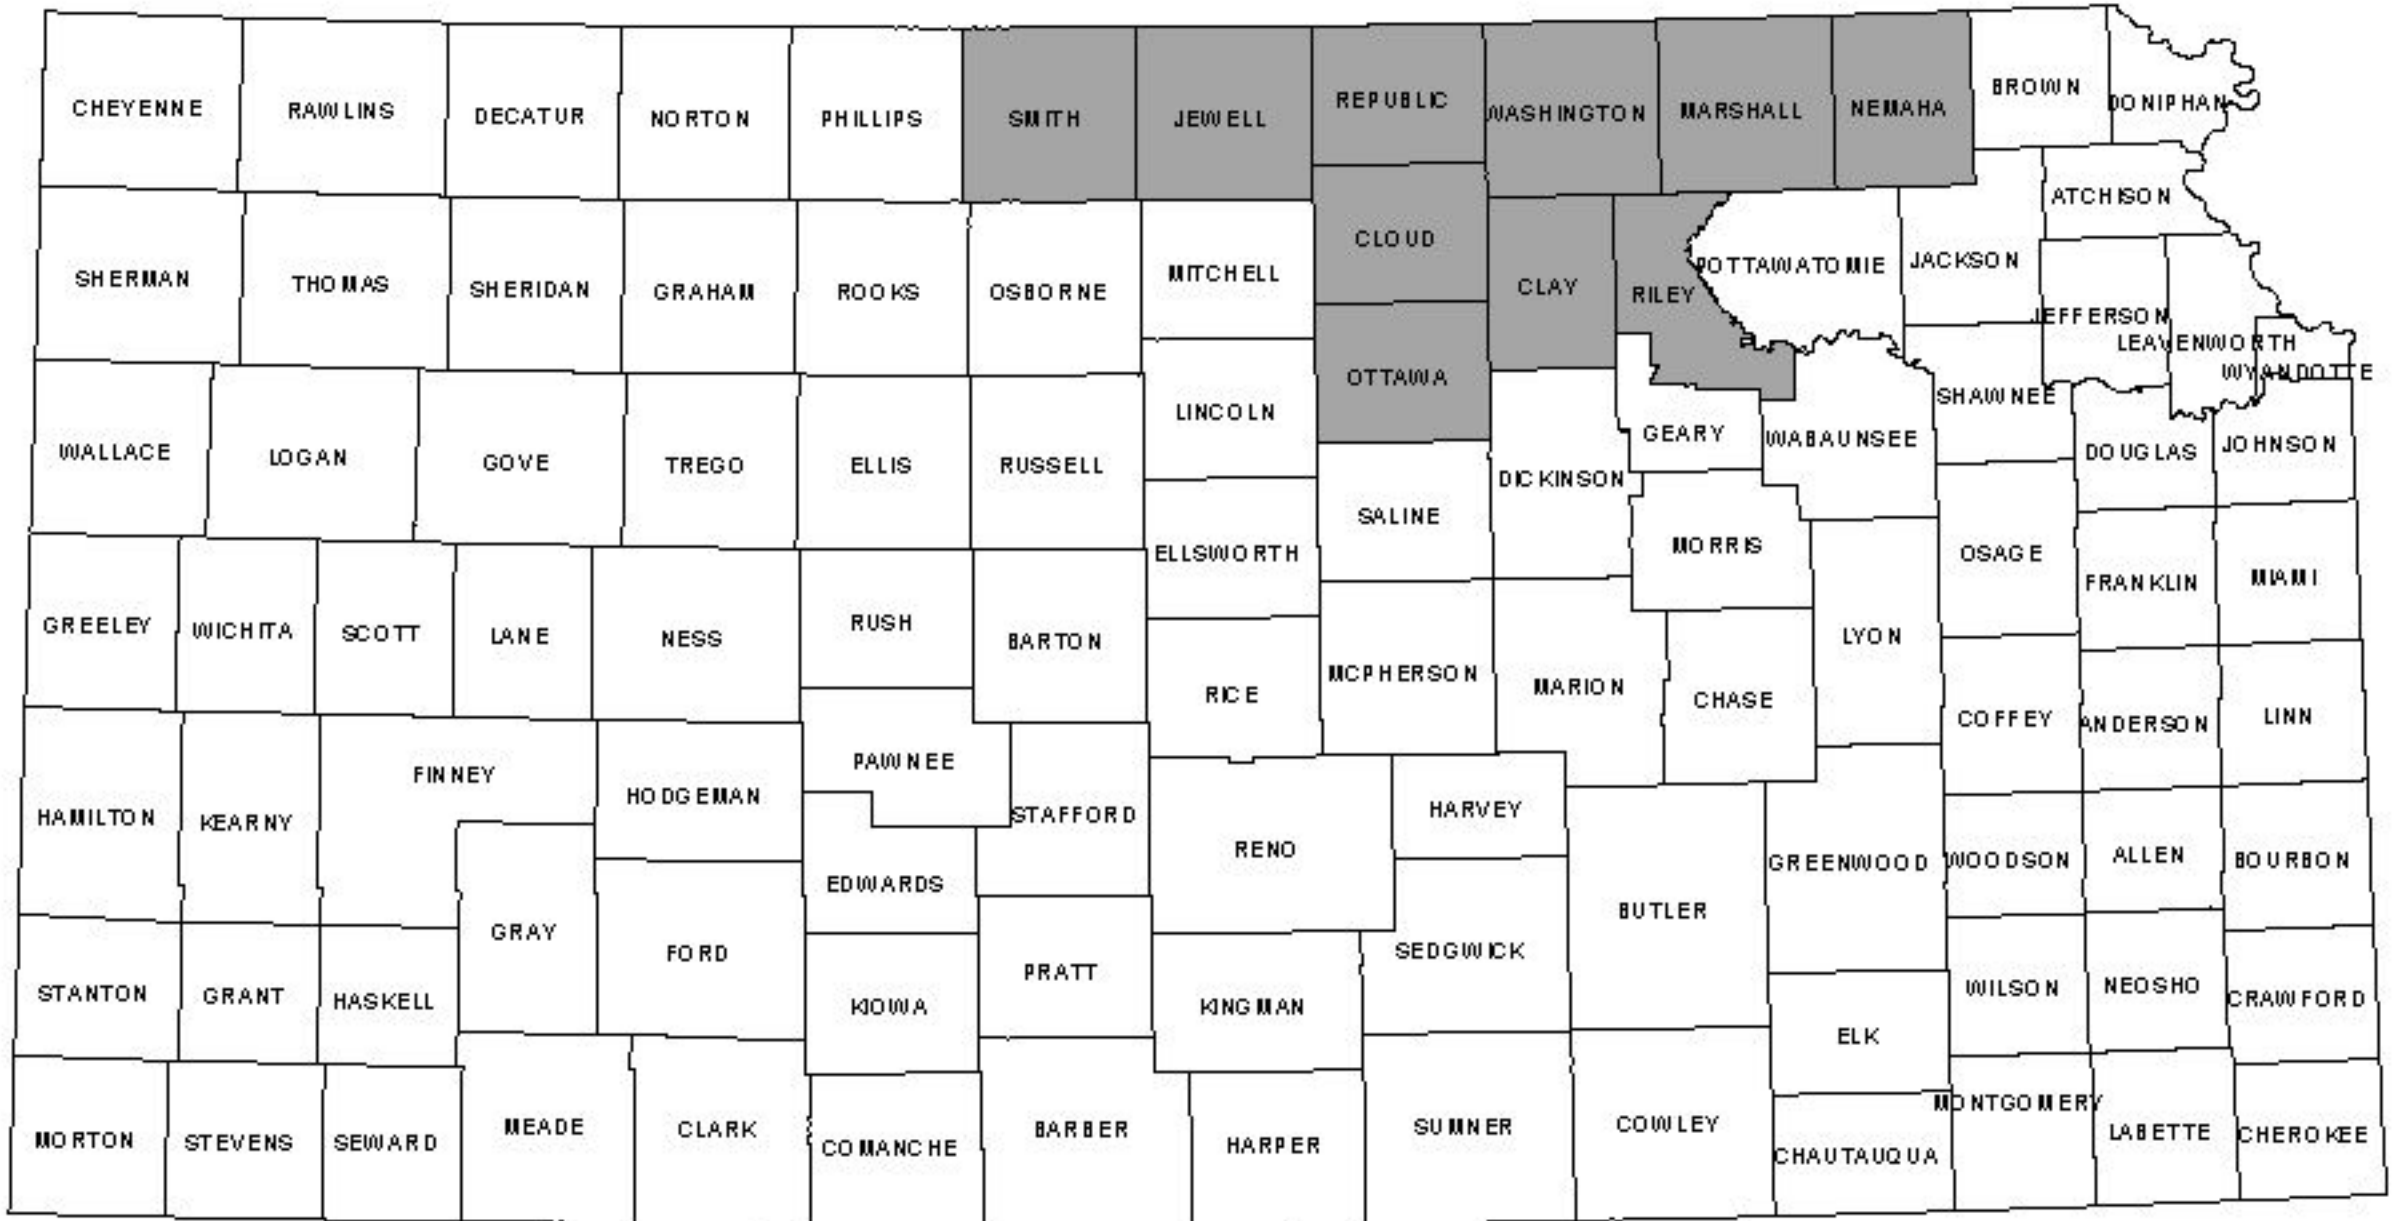 CHEYENNE
RAWLINS
DECATUR
NORTON
PHILLIPS
SMITH
JEWELL
REPUBLIC
WASHINGTON
MARSHALL
NEMAHA
BROWN
DONIPHAN
SHERMAN
THOMAS
SHERIDAN
GRAHAM
ROOKS
OSBORNE
MITCHELL
CLOUD
CLAY
RILEY
POTTAWATOMIE
JACKSON
ATCHISON
JEFFERSON
LEAVENWORTH
WYANDOTTE
WALLACE
LOGAN
GOVE
TREGO
ELLIS
RUSSELL
LINCOLN
OTTAWA
DICKINSON
GEARY
WABAUNSEE
SHAWNEE
DOUGLAS
JOHNSON
ELLSWORTH
SALINE
MORRIS
OSAGE
FRANKLIN
MIAMI
GREELEY
WICHITA
SCOTT
LANE
NESS
RUSH
BARTON
RICE
MCPHERSON
MARION
CHASE
LYON
COFFEY
ANDERSON
LINN
HAMILTON
KEARNY
FINNEY
HODGEMAN
PAWNEE
STAFFORD
RENO
HARVEY
BUTLER
GREENWOOD
WOODSON
ALLEN
BOURBON
GRAY
FORD
EDWARDS
PRATT
KINGMAN
SEDGWICK
ELK
WILSON
NEOSHO
CRAWFORD
STANTON
GRANT
HASKELL
KIOWA
MORTON
STEVENS
SEWARD
MEADE
CLARK
COMANCHE
BARBER
HARPER
SUMNER
COWLEY
CHAUTAUQUA
MONTGOMERY
LABETTE
CHEROKEE